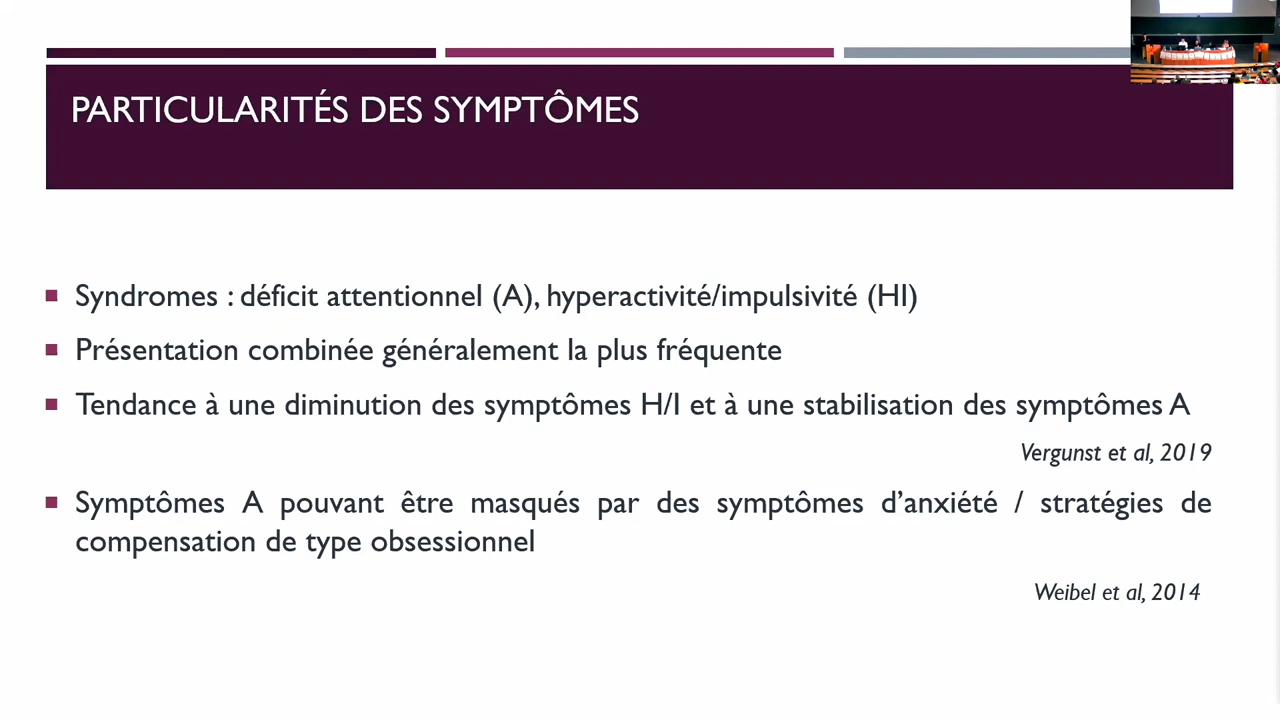 PARTICULARITÉS DES SYMPTÔMES
Syndromes : déficit attentionnel (A), hyperactivité/impulsivité (HI)
Présentation combinée généralement la plus fréquente
Tendance à une diminution des symptômes H/I et à une stabilisation des symptômes A
Vergunst et al, 2019
Symptômes A pouvant être masqués par des symptômes d’anxiété / stratégies de
compensation de type obsessionnel
Weibel et al, 2014